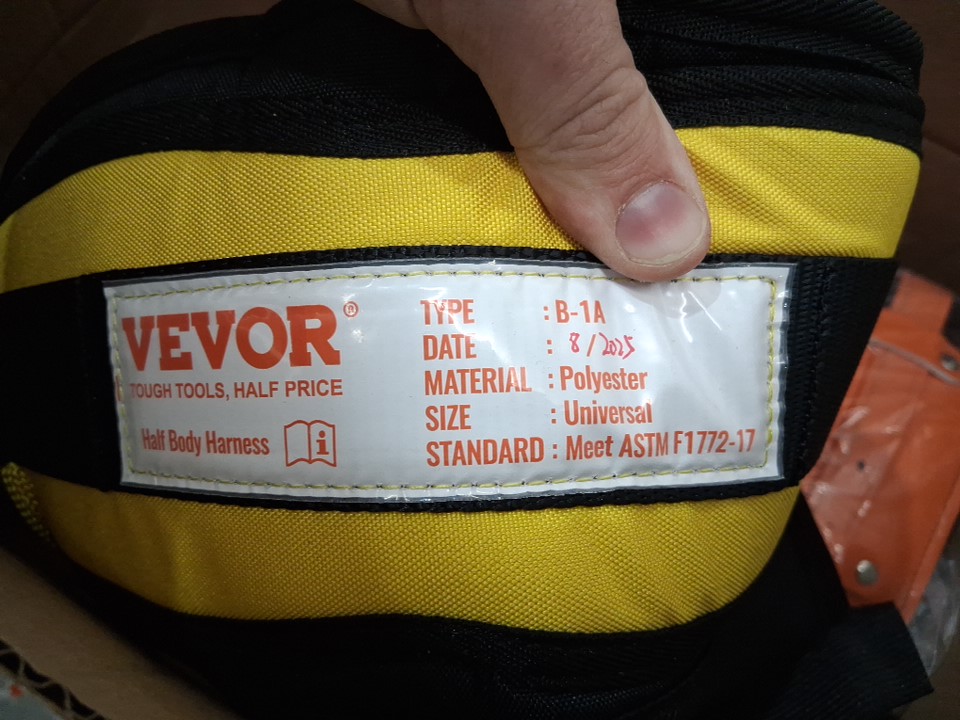 VEVOR®
TOUGH TOOLS, HALF PRICE
Half Body Harness
TYPE : B-1A
DATE : 8/2025
MATERIAL : Polyester
SIZE : Universal
STANDARD : Meet ASTM F1772-17